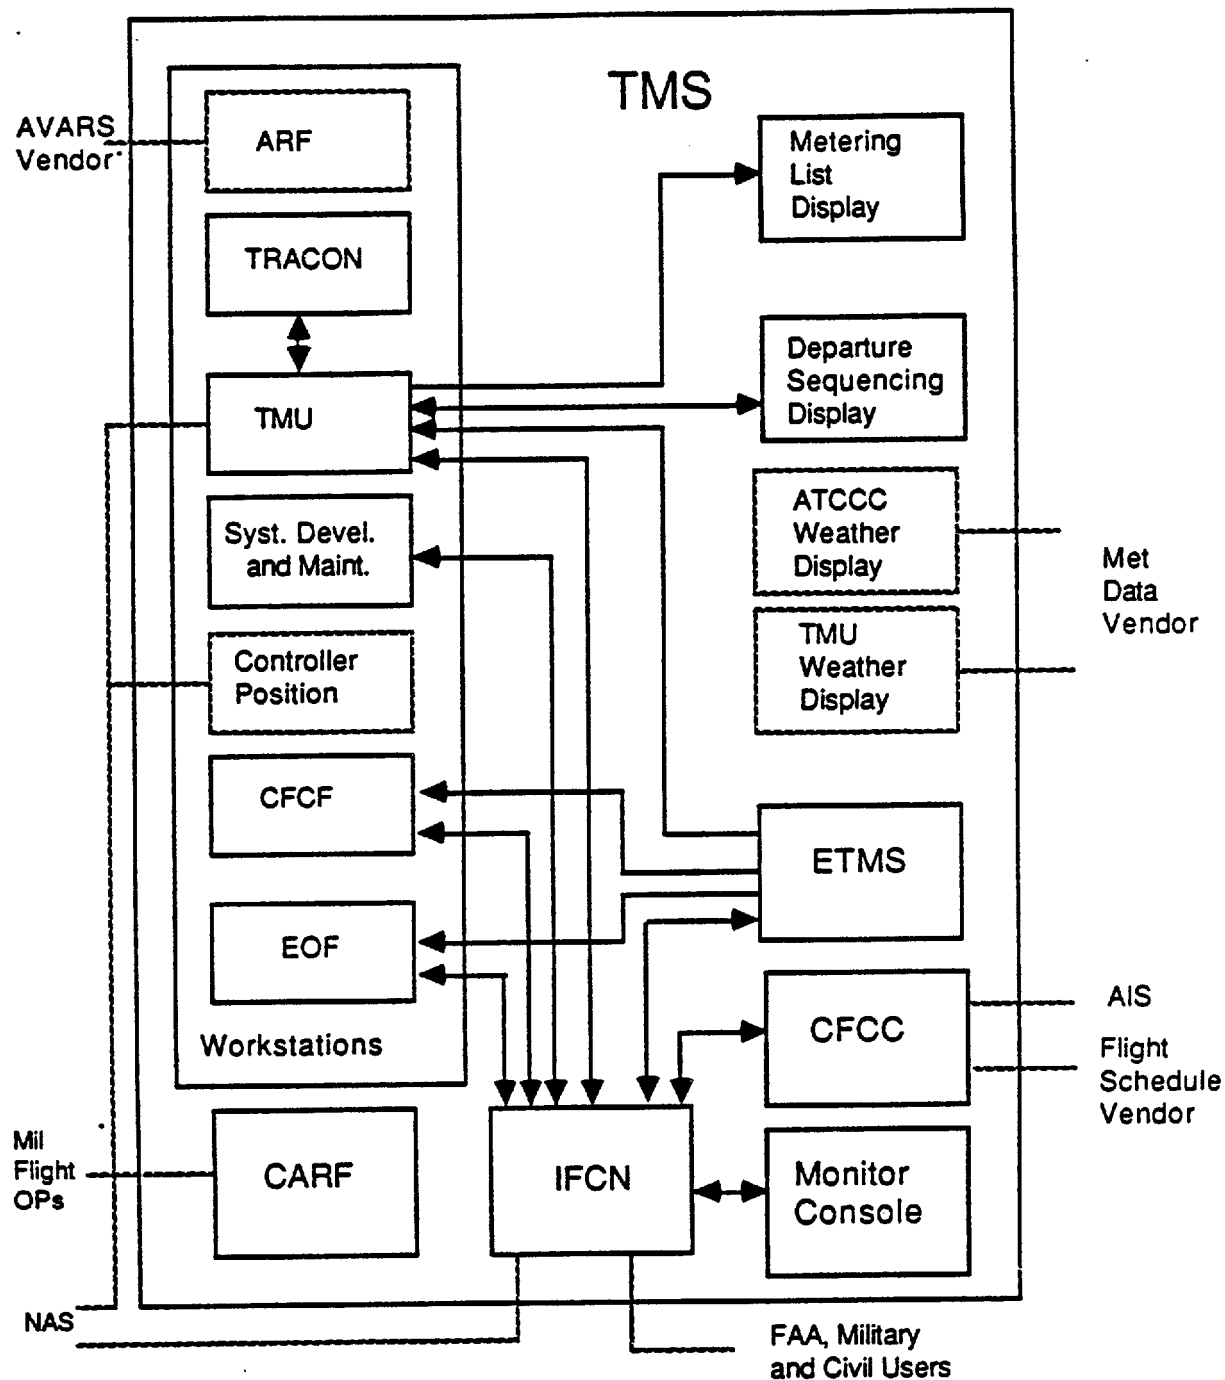 TMS
AVARS
Vendor
ARF
TRACON
TMU
Syst. Devel.
and Maint.
Controller
Position
CFCF
EOF
Workstations
Metering
List
Display
Departure
Sequencing
Display
ATCCC
Weather
Display
TMU
Weather
Display
Met
Data
Vendor
ETMS
CFCC
AIS
Flight
Schedule
Vendor
Mil
Flight
OPs
CARF
IFCN
Monitor
Console
NAS
FAA, Military
and Civil Users